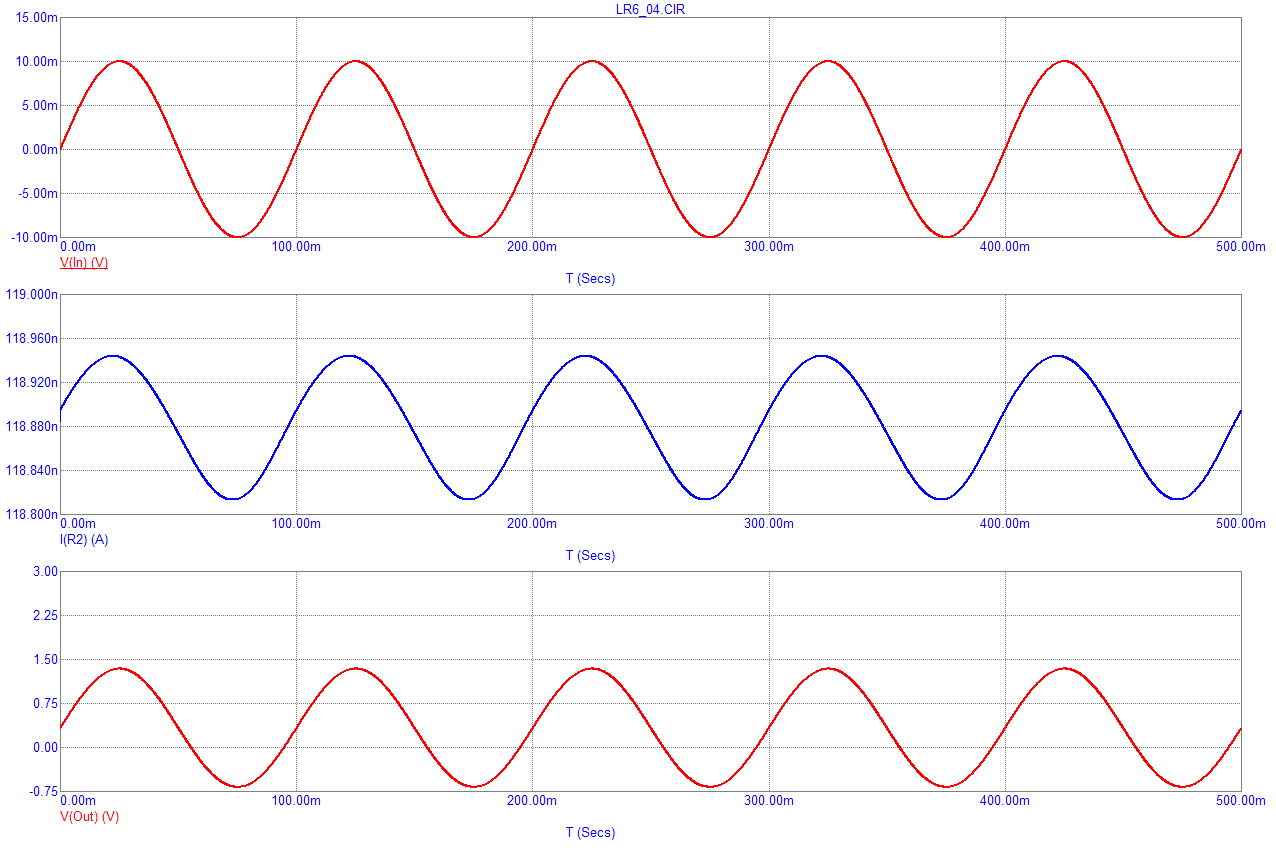 LR6_04.CIR
15.00m
10.00m
5.00m
0.00m
-5.00m
-10.00m
0.00m 100.00m 200.00m 300.00m 400.00m 500.00m
V(In) (V)
T (Secs)
119.000n
118.960n
118.920n
118.880n
118.840n
118.800n
0.00m 100.00m 200.00m 300.00m 400.00m 500.00m
I(R2) (A)
T (Secs)
3.00
2.25
1.50
0.75
0.00
-0.75
0.00m 100.00m 200.00m 300.00m 400.00m 500.00m
V(Out) (V)
T (Secs)